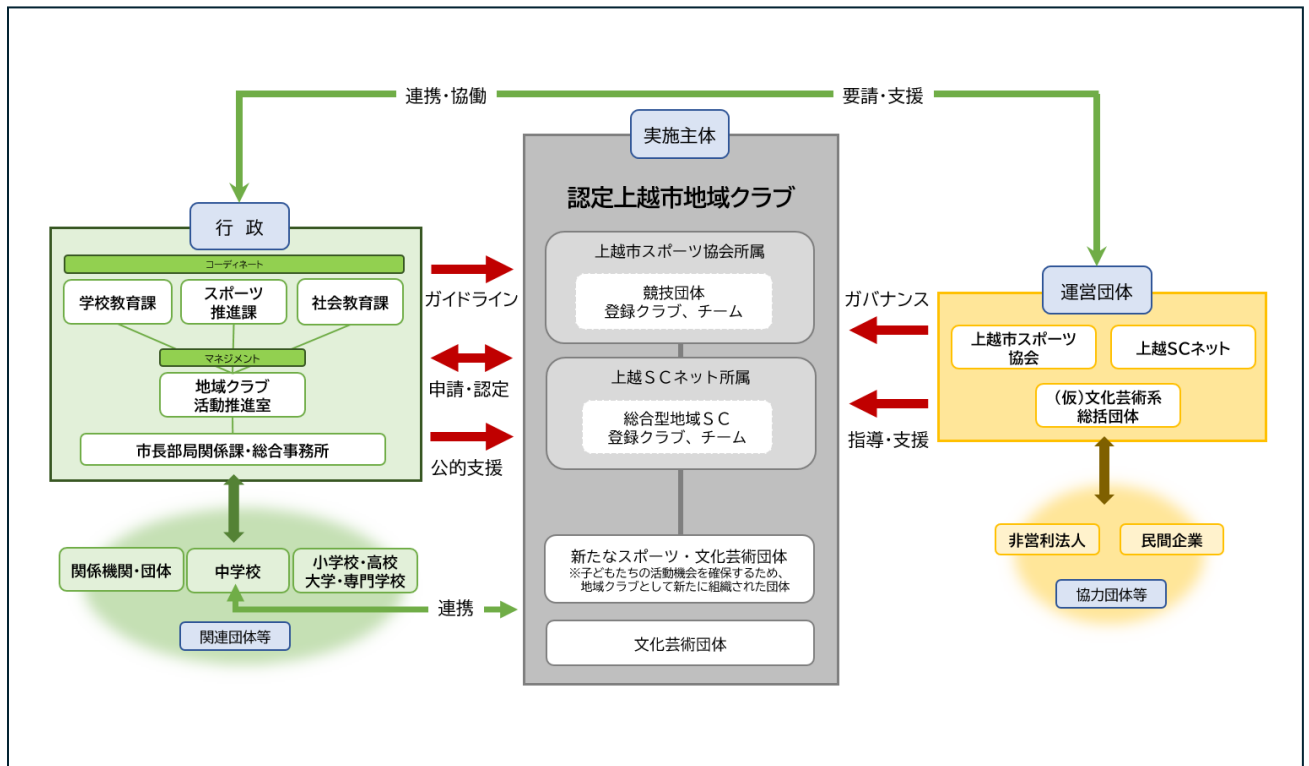 連携・協働
要請・支援
実施主体
認定上越市地域クラブ
行 政
コーディネート
学校教育課
スポーツ
推進課
社会教育課
マネジメント
地域クラブ
活動推進室
市長部局関係課・総合事務所
ガイドライン
申請・認定
公的支援
上越市スポーツ協会所属
競技団体
登録クラブ、チーム
上越SCネット所属
総合型地域SC
登録クラブ、チーム
新たなスポーツ・文化芸術団体
※子どもたちの活動機会を確保するため、
地域クラブとして新たに組織された団体
文化芸術団体
ガバナンス
指導・支援
運営団体
上越市スポーツ
協会
上越SCネット
(仮)文化芸術系
総括団体
非営利法人
民間企業
協力団体等
関係機関・団体
中学校
小学校・高校
大学・専門学校
関連団体等
連携